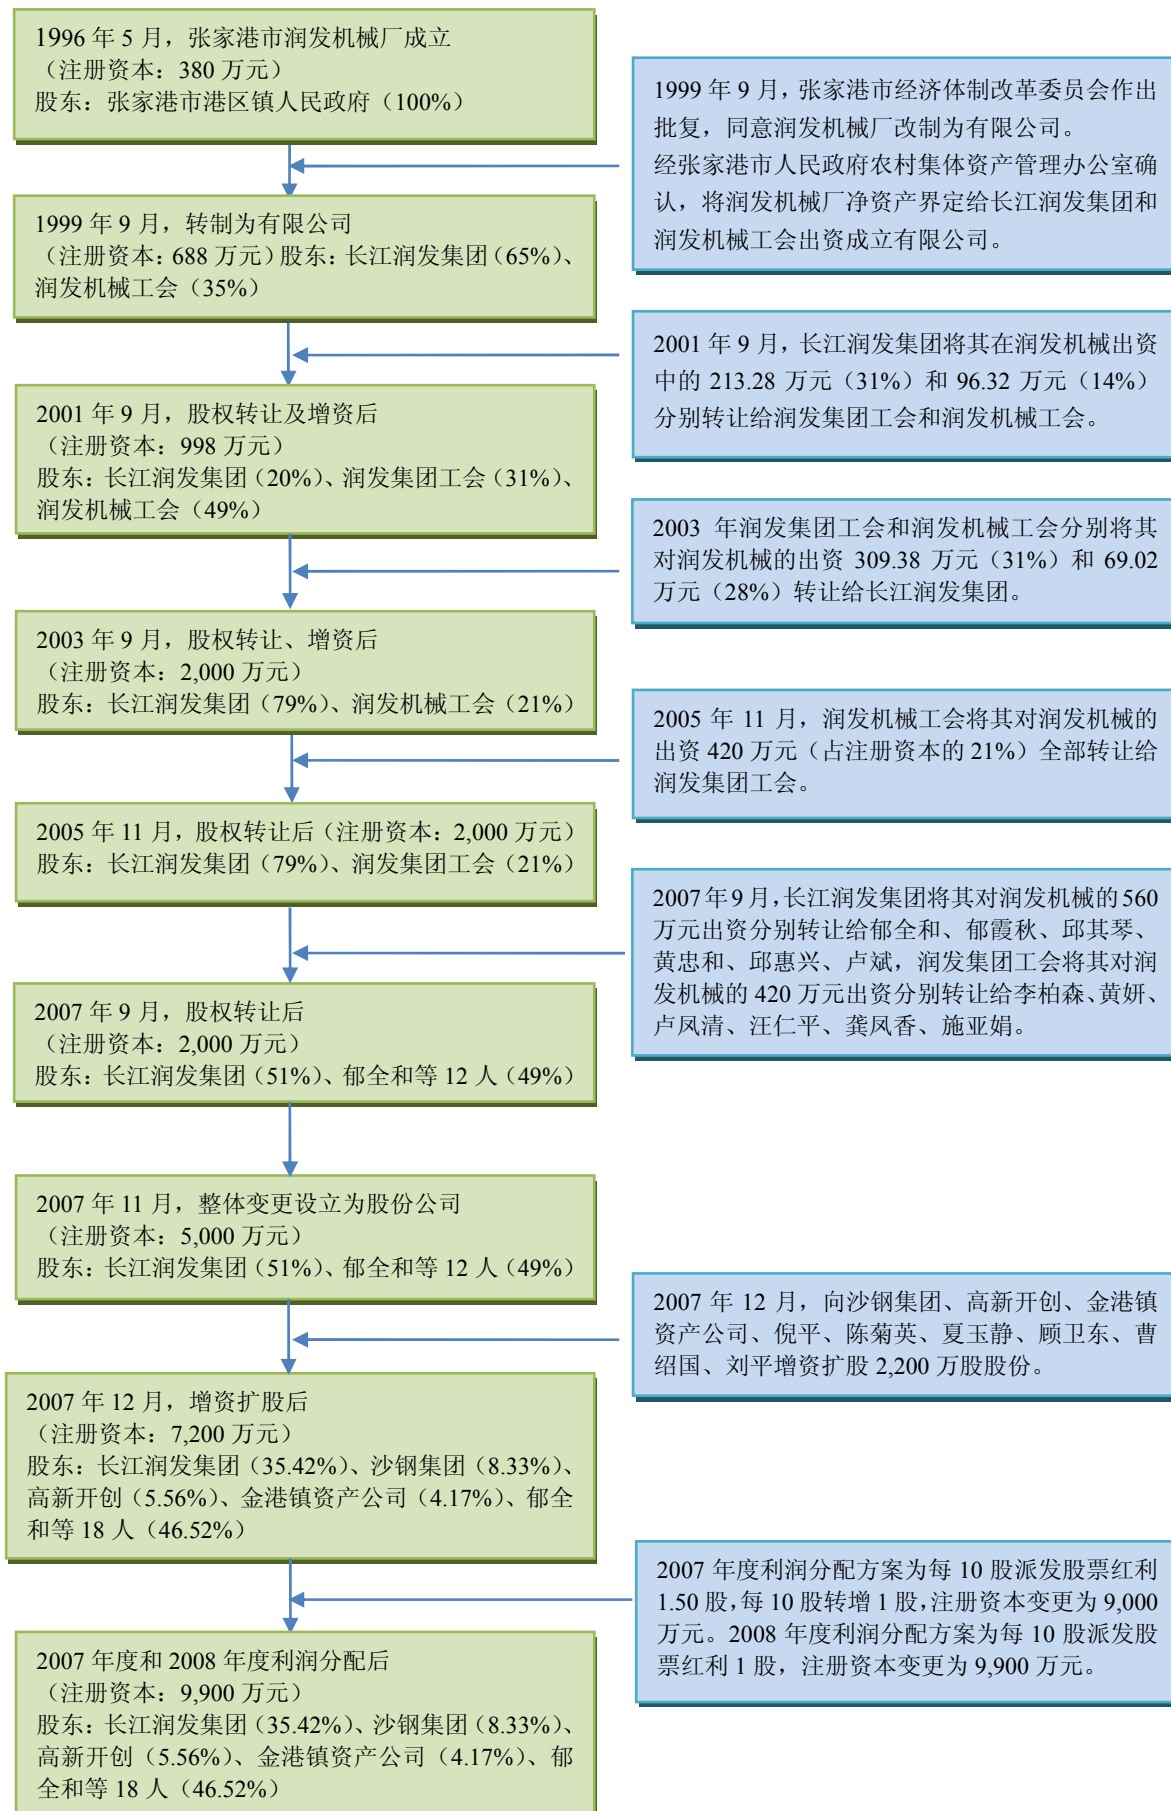 1996 年 5 月，张家港市润发机械厂成立
（注册资本：380 万元）
股东：张家港市港区镇人民政府（100%）
1999 年 9 月，张家港市经济体制改革委员会作出
批复，同意润发机械厂改制为有限公司。
经张家港市人民政府农村集体资产管理办公室确
认，将润发机械厂净资产界定给长江润发集团和
润发机械工会出资成立有限公司。
1999 年 9 月，转制为有限公司
（注册资本：688 万元）股东：长江润发集团（65%）、
润发机械工会（35%）
2001 年 9 月，长江润发集团将其在润发机械出资
中的 213.28 万元（31%）和 96.32 万元（14%）
分别转让给润发集团工会和润发机械工会。
2001 年 9 月，股权转让及增资后
（注册资本：998 万元）
股东：长江润发集团（20%）、润发集团工会（31%）、
润发机械工会（49%）
2003 年润发集团工会和润发机械工会分别将其
对润发机械的出资 309.38 万元（31%）和 69.02
万元（28%）转让给长江润发集团。
2003 年 9 月，股权转让、增资后
（注册资本：2,000 万元）
股东：长江润发集团（79%）、润发机械工会（21%）
2005 年 11 月，润发机械工会将其对润发机械的
出资 420 万元（占注册资本的 21%）全部转让给
润发集团工会。
2005 年 11 月，股权转让后（注册资本：2,000 万元）
股东：长江润发集团（79%）、润发集团工会（21%）
2007 年 9 月，长江润发集团将其对润发机械的 560
万元出资分别转让给郁全和、郁霞秋、邱其琴、
黄忠和、邱惠兴、卢斌，润发集团工会将其对润
发机械的 420 万元出资分别转让给李柏森、黄妍、
卢凤清、汪仁平、龚凤香、施亚娟。
2007 年 9 月，股权转让后
（注册资本：2,000 万元）
股东：长江润发集团（51%）、郁全和等 12 人（49%）
2007 年 11 月，整体变更设立为股份公司
（注册资本：5,000 万元）
股东：长江润发集团（51%）、郁全和等 12 人（49%）
2007 年 12 月，向沙钢集团、高新开创、金港镇
资产公司、倪平、陈菊英、夏玉静、顾卫东、曹
绍国、刘平增资扩股 2,200 万股股份。
2007 年 12 月，增资扩股后
（注册资本：7,200 万元）
股东：长江润发集团（35.42%）、沙钢集团（8.33%）、
高新开创（5.56%）、金港镇资产公司（4.17%）、郁全
和等 18 人（46.52%）
2007 年度利润分配方案为每 10 股派发股票红利
1.50 股，每 10 股转增 1 股，注册资本变更为 9,000
万元。2008 年度利润分配方案为每 10 股派发股
票红利 1 股，注册资本变更为 9,900 万元。
2007 年度和 2008 年度利润分配后
（注册资本：9,900 万元）
股东：长江润发集团（35.42%）、沙钢集团（8.33%）、
高新开创（5.56%）、金港镇资产公司（4.17%）、郁
全和等 18 人（46.52%）